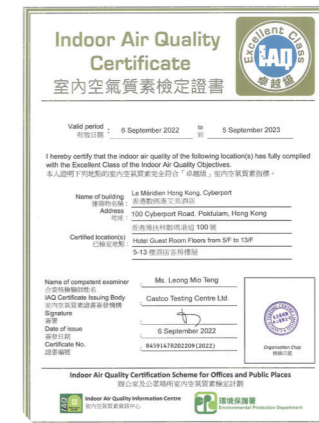 Indoor Air Quality
Certificate
室內空氣質素檢定證書
Excellent Class
IAQ
卓越級
Valid period : 6 September 2022 to 5 September 2023
有效日期 到
I hereby certify that the indoor air quality of the following location(s) has fully complied
with the Excellent Class of the Indoor Air Quality Objectives.
本人證明下列地點的室內空氣質素完全符合「卓越級」室內空氣質素指標。
Name of building Le Méridien Hong Kong, Cyberport
建築物名稱 : 香港數碼港艾美酒店
Address 100 Cyberport Road, Pokfulam, Hong Kong
地址 : 香港薄扶林數碼港道 100 號
Certified location(s) Hotel Guest Room Floors from 5/F to 13/F
已檢定地點 : 5-13 樓酒店客房樓層
Name of competent examiner : Ms. Leong Mio Teng
合資格檢驗師姓名
IAQ Certificate Issuing Body : Castco Testing Centre Ltd.
室內空氣質素證書簽發機構
Signature :
簽署
Date of issue : 6 September 2022
簽發日期
Certificate No. : 84591478202209(2022)
證書編號
Organisation Chop
機構印鑑
Indoor Air Quality Certification Scheme for Offices and Public Places
辦公室及公眾場所室內空氣質素檢定計劃
IAQ Indoor Air Quality Information Centre
室內空氣質素資訊中心
環境保護署
Environmental Protection Department